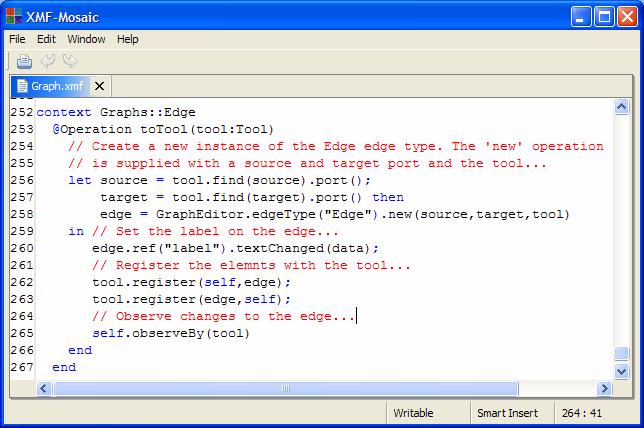 XMF-Mosaic
File Edit Window Help
Graph.xmf
252 context Graphs::Edge
253 @Operation toTool(tool:Tool)
254 // Create a new instance of the Edge edge type. The 'new' operation
255 // is supplied with a source and target port and the tool...
256 let source = tool.find(source).port();
257 target = tool.find(target).port() then
258 edge = GraphEditor.edgeType("Edge").new(source,target,tool)
259 in // Set the label on the edge...
260 edge.ref("label").textChanged(data);
261 // Register the elemnts with the tool...
262 tool.register(self,edge);
263 tool.register(edge,self);
264 // Observe changes to the edge...
265 self.observeBy(tool)
266 end
267 end
Writable Smart Insert 264 : 41